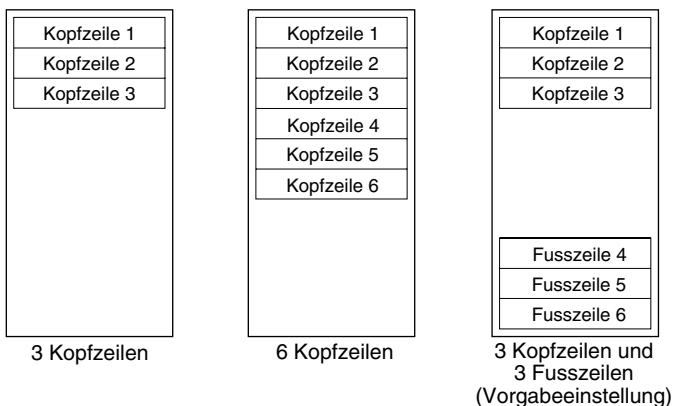 Kopfzeile 1
Kopfzeile 2
Kopfzeile 3
3 Kopfzeilen
Kopfzeile 1
Kopfzeile 2
Kopfzeile 3
Kopfzeile 4
Kopfzeile 5
Kopfzeile 6
6 Kopfzeilen
Kopfzeile 1
Kopfzeile 2
Kopfzeile 3
Fusszeile 4
Fusszeile 5
Fusszeile 6
3 Kopfzeilen und
3 Fusszeilen
(Vorgabeeinstellung)